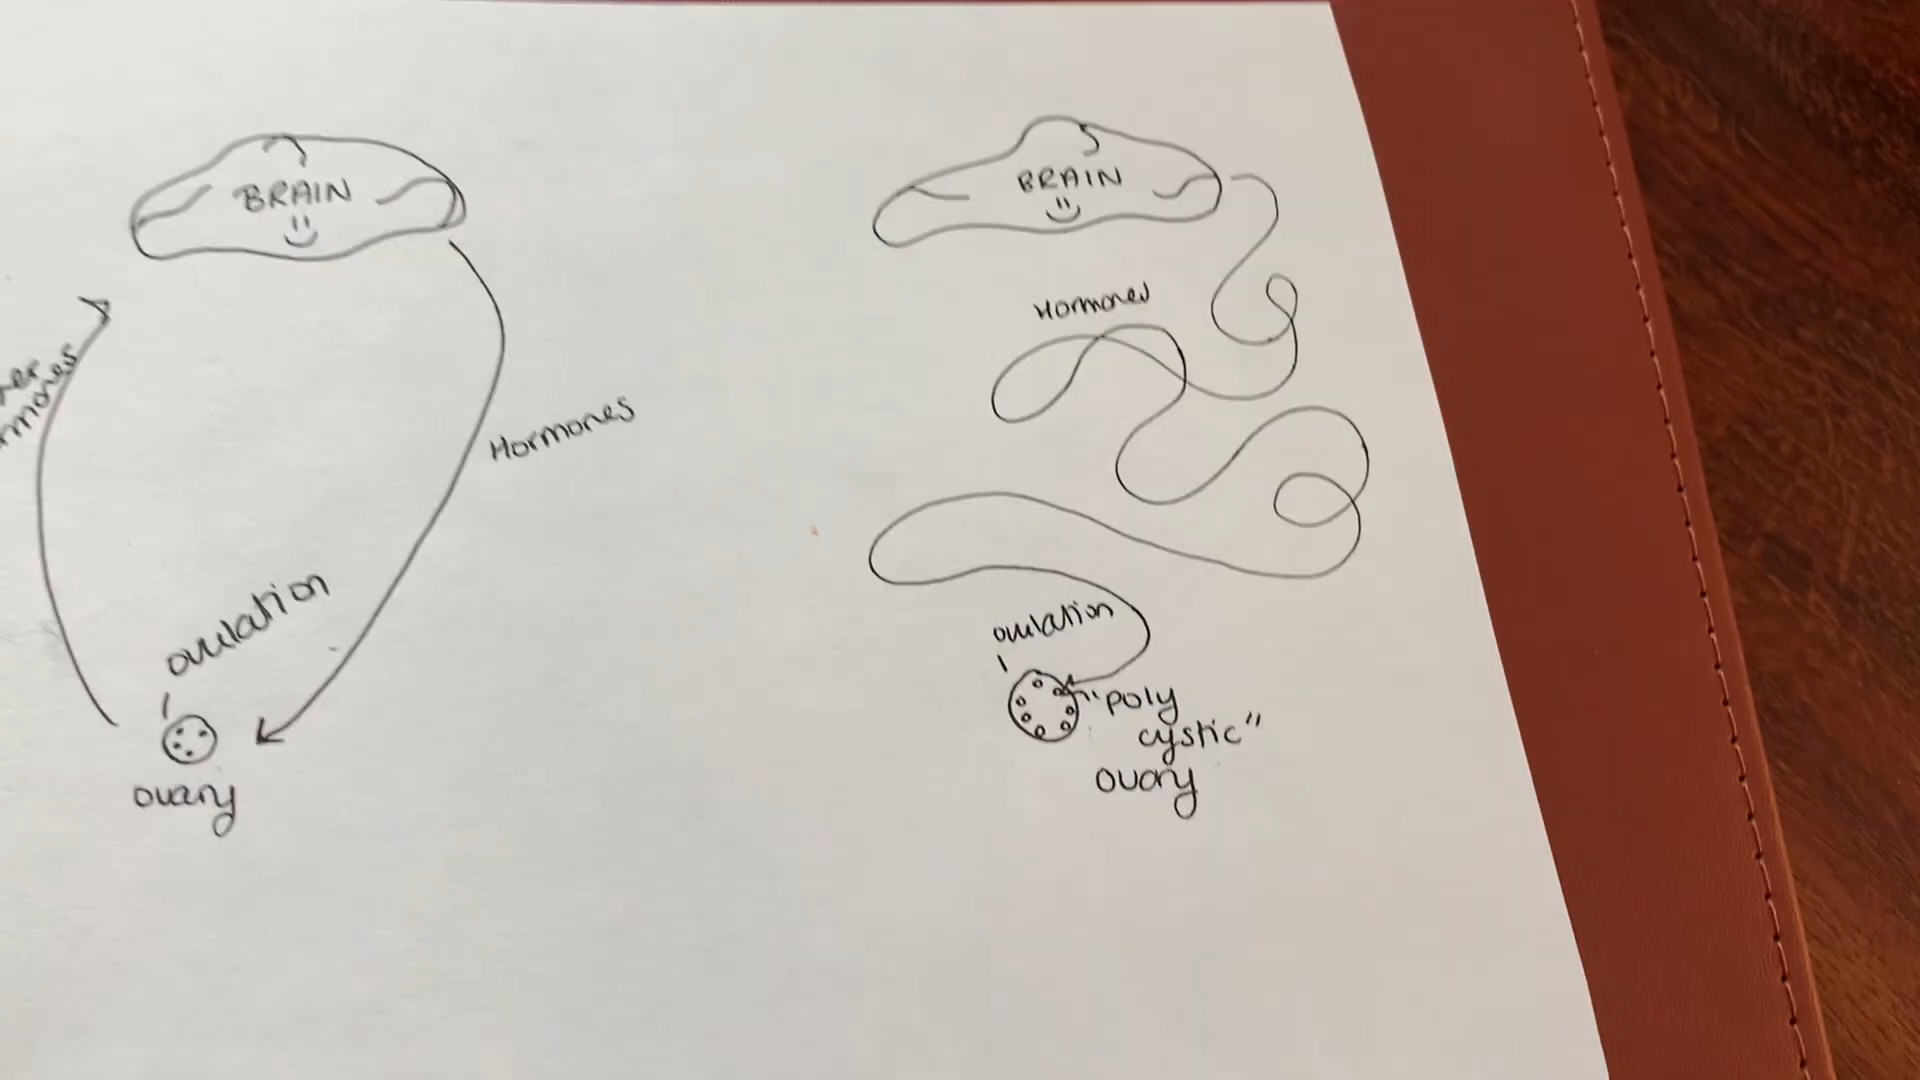 BRAIN
Hormones
ovulation
ovary
BRAIN
Hormones
ovulation
"poly
cystic"
ovary